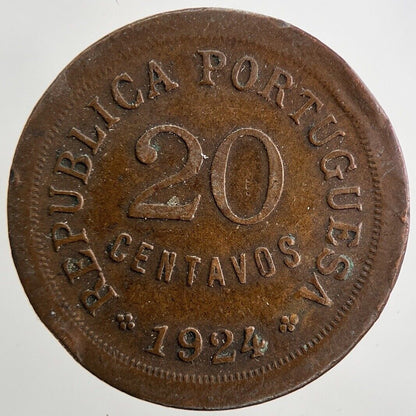 REPUBLICA PORTUGUESA
20
CENTAVOS
1924